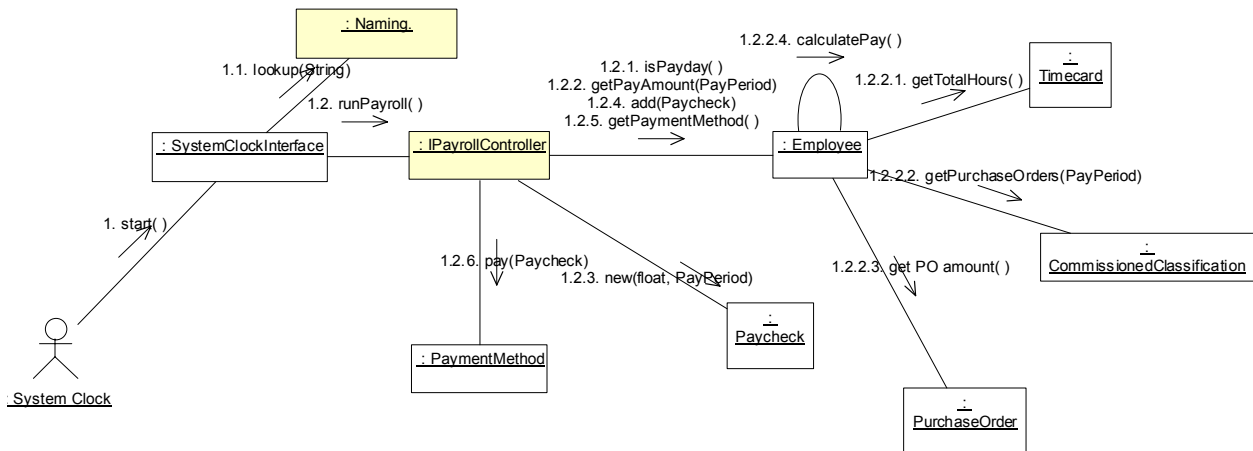 : Naming.
1.1. lookup(String)
1.2. runPayroll( )
1.2.2.4. calculatePay( )
1.2.1. isPayday( )
1.2.2. getPayAmount(PayPeriod)
1.2.4. add(Paycheck)
1.2.5. getPaymentMethod( )
1.2.2.1. getTotalHours( )
:
Timecard
: SystemClockInterface
: IPayrollController
: Employee
1.2.2.2. getPurchaseOrders(PayPeriod)
1. start( )
1.2.6. pay(Paycheck)
1.2.3. new(float, PayPeriod)
1.2.2.3. get PO amount( )
:
CommissionedClassification
:
Paycheck
: PaymentMethod
: System Clock
:
PurchaseOrder